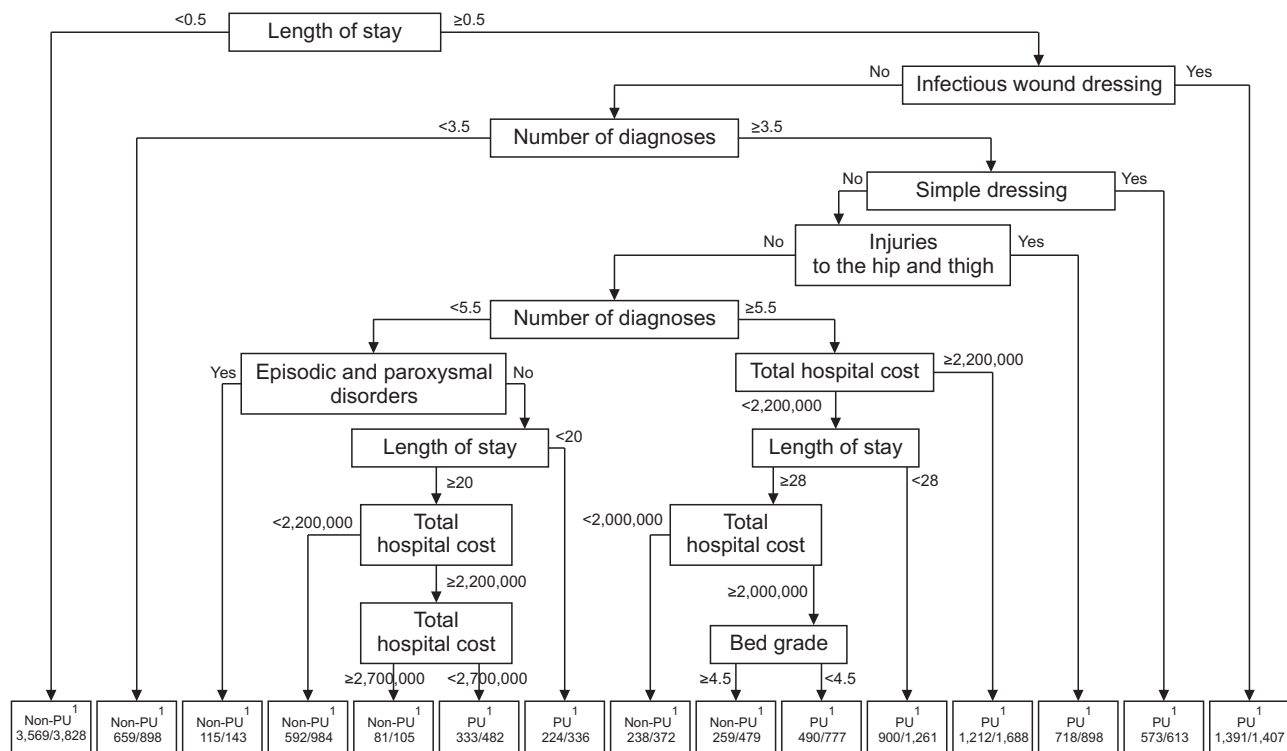 <0.5
Length of stay
≥0.5
No
Infectious wound dressing
Yes
<3.5
Number of diagnoses
≥3.5
No
Simple dressing
Yes
No
Injuries
to the hip and thigh
Yes
<5.5
Number of diagnoses
≥5.5
Yes
Episodic and paroxysmal
disorders
No
Total hospital cost
≥2,200,000
<2,200,000
Length of stay
<20
Length of stay
≥20
≥28
<28
<2,200,000
Total
hospital cost
<2,000,000
Total
hospital cost
≥2,200,000
≥2,000,000
Total
hospital cost
Bed grade
≥2,700,000
<2,700,000
≥4.5
<4.5
Non-PU1
3,569/3,828
Non-PU1
659/898
Non-PU1
115/143
Non-PU1
592/984
Non-PU1
81/105
PU1
333/482
PU1
224/336
Non-PU1
238/372
Non-PU1
259/479
PU1
490/777
PU1
900/1,261
PU1
1,212/1,688
PU1
718/898
PU1
573/613
PU1
1,391/1,407